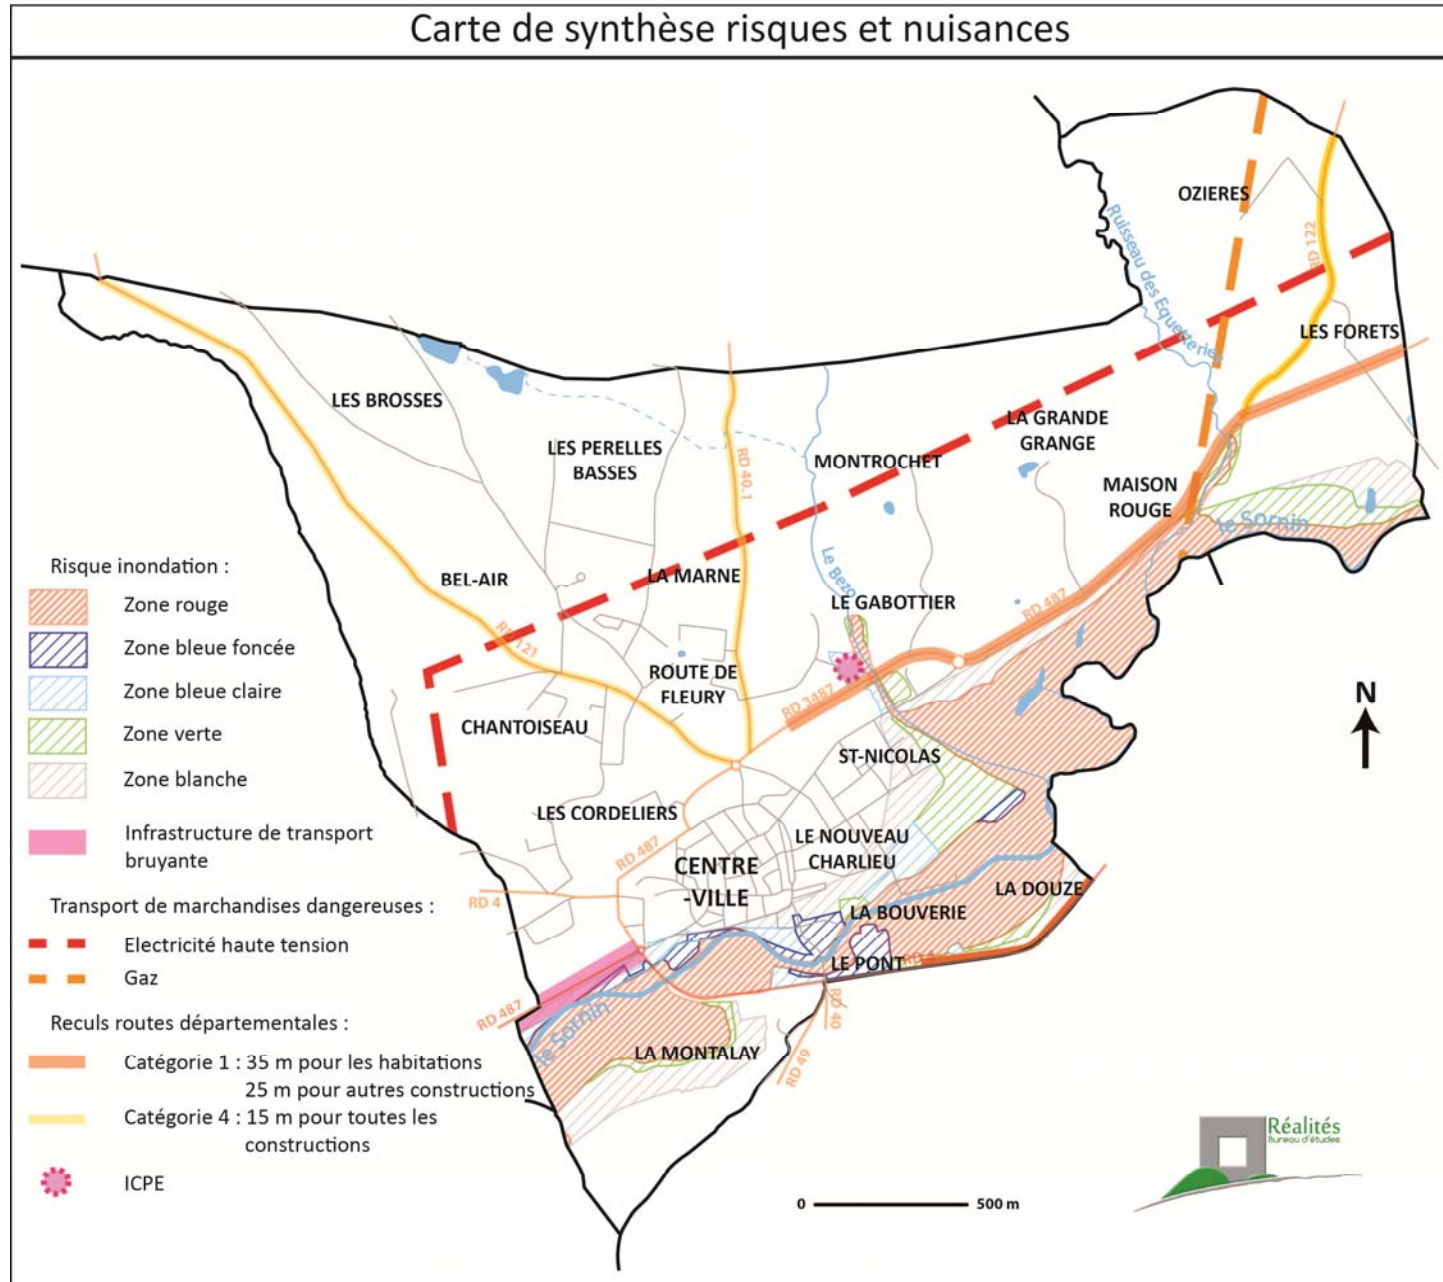 Carte de synthèse risques et nuisances
OZIERES
Ruisseau des Equetteries
RD 122
LES FORETS
LES BROSSES
LES PERELLES
BASSES
RD 40.1
MONTROCHET
LA GRANDE
GRANGE
MAISON
ROUGE
le Sornin
BEL-AIR
LA MARNE
Le Bezo
LE GABOTTIER
RD 487
RD 121
ROUTE DE
FLEURY
RD 3487
CHANTOISEAU
ST-NICOLAS
LES CORDELIERS
RD 487
LE NOUVEAU
CHARLIEU
CENTRE
-VILLE
RD 4
LA DOUZE
LA BOUVERIE
LE PONT
RD 487
le Sornin
RD 40
LA MONTALAY
RD 49
N
Risque inondation :
Zone rouge
Zone bleue foncée
Zone bleue claire
Zone verte
Zone blanche
Infrastructure de transport
bruyante
Transport de marchandises dangereuses :
Electricité haute tension
Gaz
Reculs routes départementales :
Catégorie 1 : 35 m pour les habitations
25 m pour autres constructions
Catégorie 4 : 15 m pour toutes les
constructions
ICPE
0 500 m
Réalités
Bureau d'études